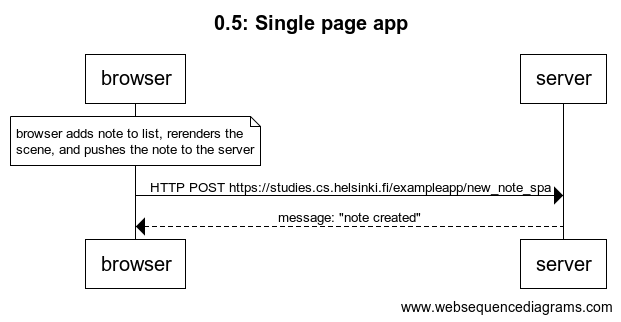 0.5: Single page app
browser
server
browser adds note to list, rerenders the
scene, and pushes the note to the server
HTTP POST https://studies.cs.helsinki.fi/exampleapp/new_note_spa
message: "note created"
browser
server
www.websequencediagrams.com